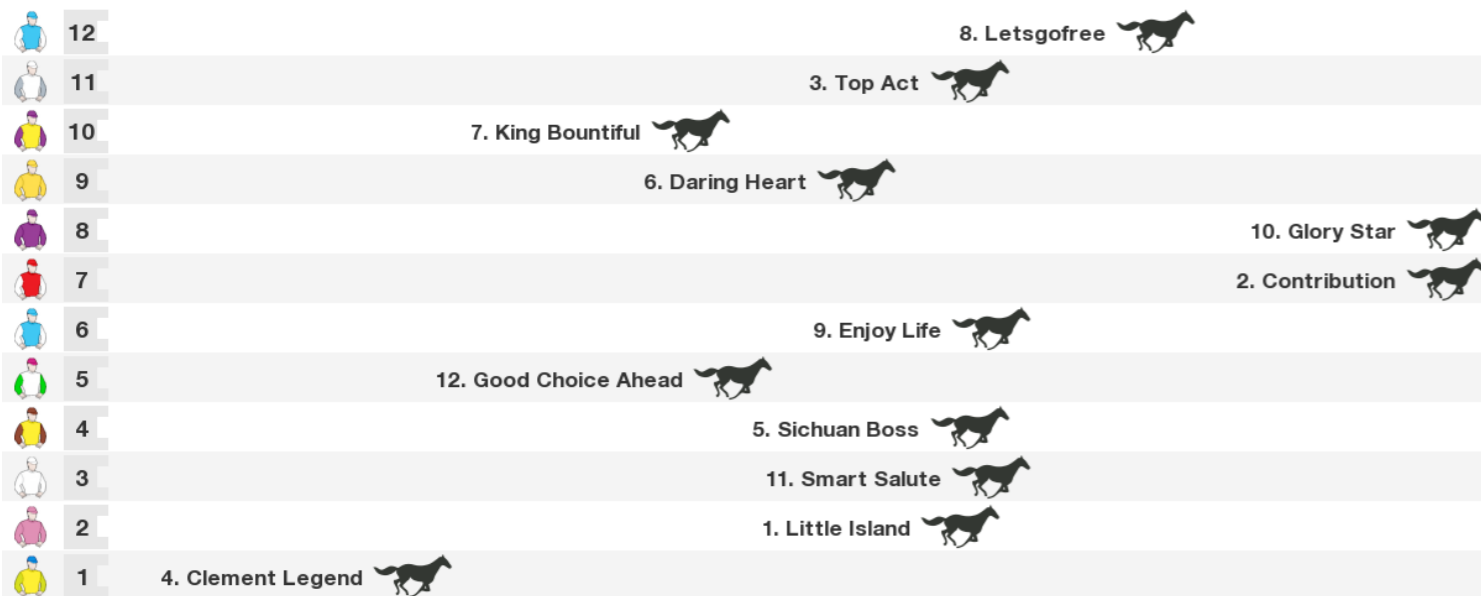 12 8. Letsgofree
11 3. Top Act
10 7. King Bountiful
9 6. Daring Heart
8 10. Glory Star
7 2. Contribution
6 9. Enjoy Life
5 12. Good Choice Ahead
4 5. Sichuan Boss
3 11. Smart Salute
2 1. Little Island
1 4. Clement Legend